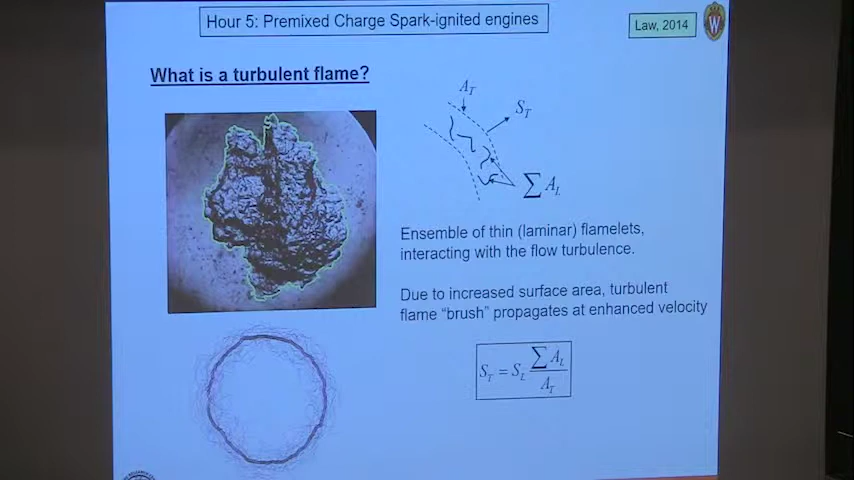 Hour 5: Premixed Charge Spark-ignited engines
Law, 2014
W
What is a turbulent flame?
A_T
S_T
∑ A_L
Ensemble of thin (laminar) flamelets,
interacting with the flow turbulence.
Due to increased surface area, turbulent
flame "brush" propagates at enhanced velocity
S_T = S_L ∑ A_L / A_T